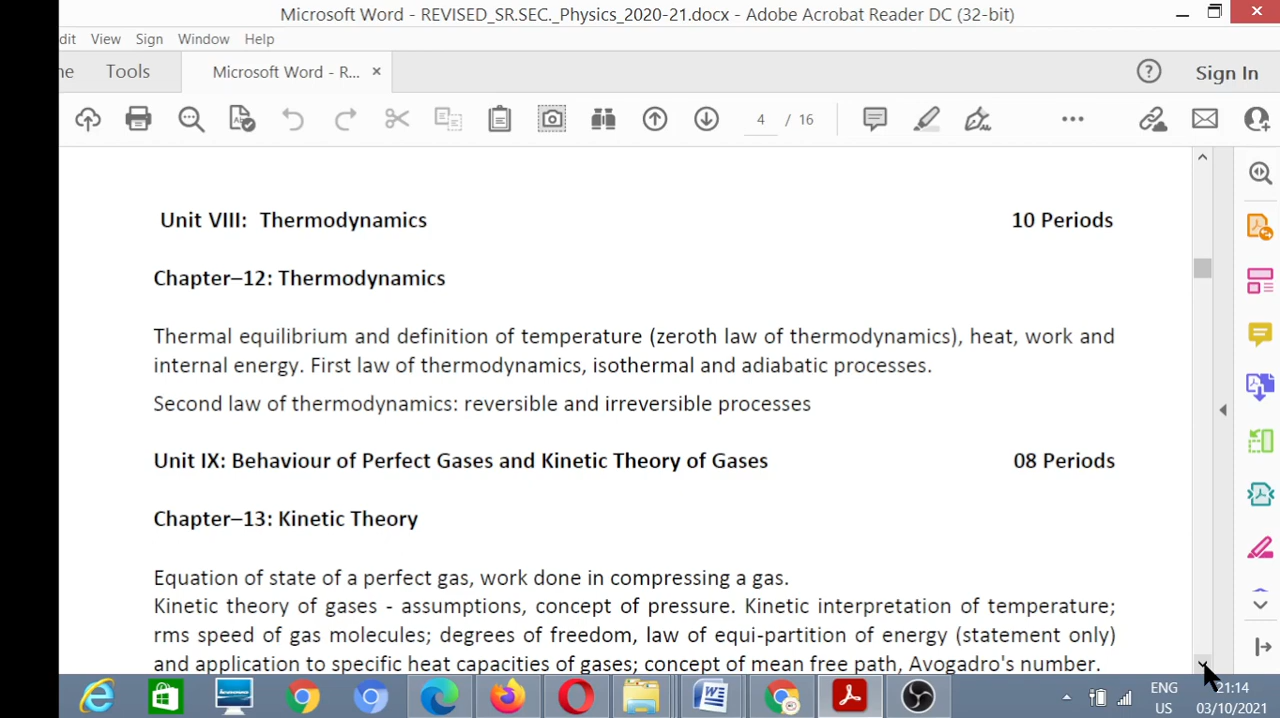 Microsoft Word - REVISED_SR.SEC._Physics_2020-21.docx - Adobe Acrobat Reader DC (32-bit)
dit View Sign Window Help
ne Tools Microsoft Word - R... Sign In
4 / 16
Unit VIII: Thermodynamics 10 Periods
Chapter–12: Thermodynamics
Thermal equilibrium and definition of temperature (zeroth law of thermodynamics), heat, work and
internal energy. First law of thermodynamics, isothermal and adiabatic processes.
Second law of thermodynamics: reversible and irreversible processes
Unit IX: Behaviour of Perfect Gases and Kinetic Theory of Gases 08 Periods
Chapter–13: Kinetic Theory
Equation of state of a perfect gas, work done in compressing a gas.
Kinetic theory of gases - assumptions, concept of pressure. Kinetic interpretation of temperature;
rms speed of gas molecules; degrees of freedom, law of equi-partition of energy (statement only)
and application to specific heat capacities of gases; concept of mean free path, Avogadro's number.
ENG 21:14
US 03/10/2021